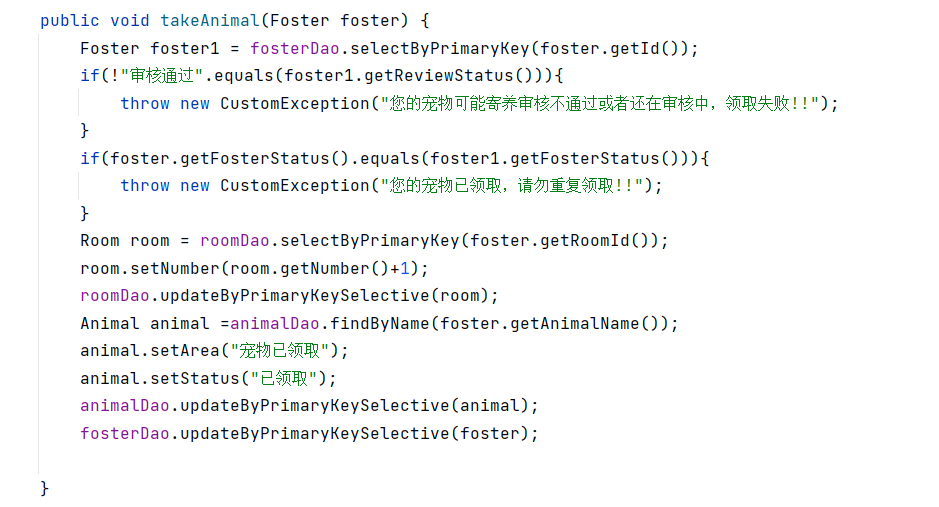 public void takeAnimal(Foster foster) {
    Foster foster1 = fosterDao.selectByPrimaryKey(foster.getId());
    if(!"审核通过".equals(foster1.getReviewStatus())){
        throw new CustomException("您的宠物可能寄养审核不通过或者还在审核中，领取失败!!");
    }
    if(foster.getFosterStatus().equals(foster1.getFosterStatus())){
        throw new CustomException("您的宠物已领取，请勿重复领取!!");
    }
    Room room = roomDao.selectByPrimaryKey(foster.getRoomId());
    room.setNumber(room.getNumber()+1);
    roomDao.updateByPrimaryKeySelective(room);
    Animal animal =animalDao.findByName(foster.getAnimalName());
    animal.setArea("宠物已领取");
    animal.setStatus("已领取");
    animalDao.updateByPrimaryKeySelective(animal);
    fosterDao.updateByPrimaryKeySelective(foster);
}